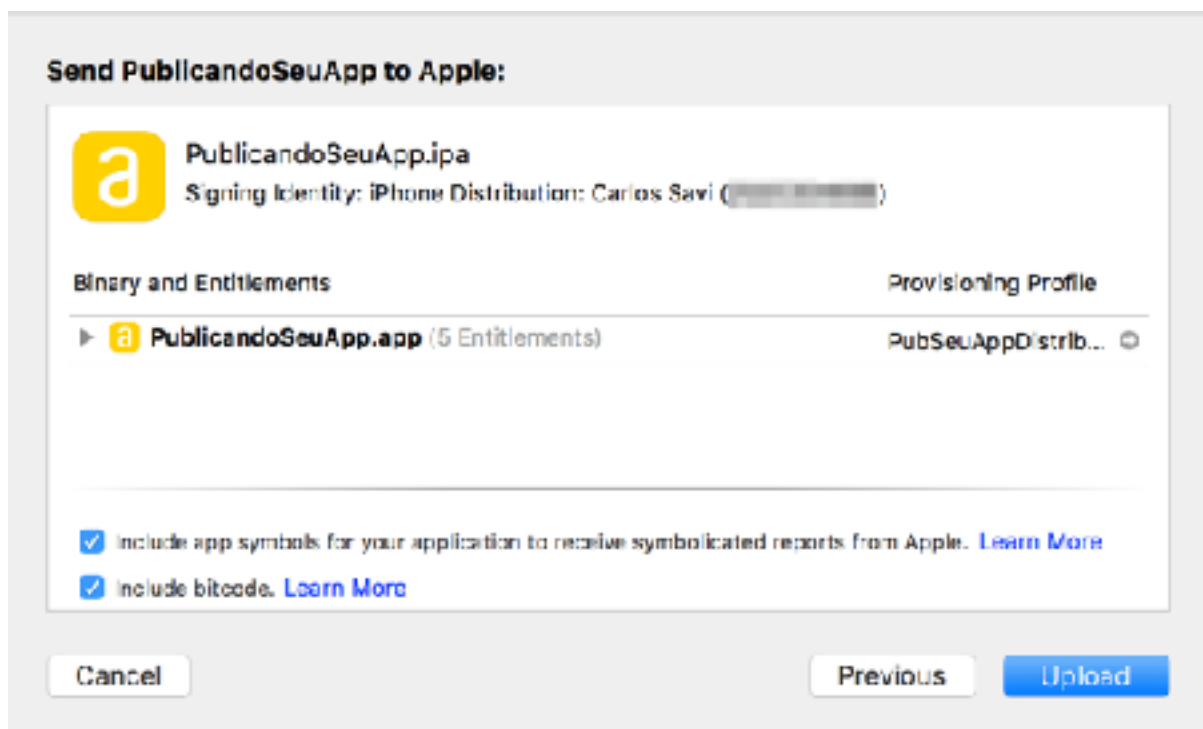 Send PublicandoSeuApp to Apple:
a
PublicandoSeuApp.ipa
Signing Identity: iPhone Distribution: Carlos Savi ( )
Binary and Entitlements Provisioning Profile
a PublicandoSeuApp.app (5 Entitlements) PubSeuAppDistrib...
Include app symbols for your application to receive symbolicated reports from Apple. Learn More
Include bitcode. Learn More
Cancel Previous Upload